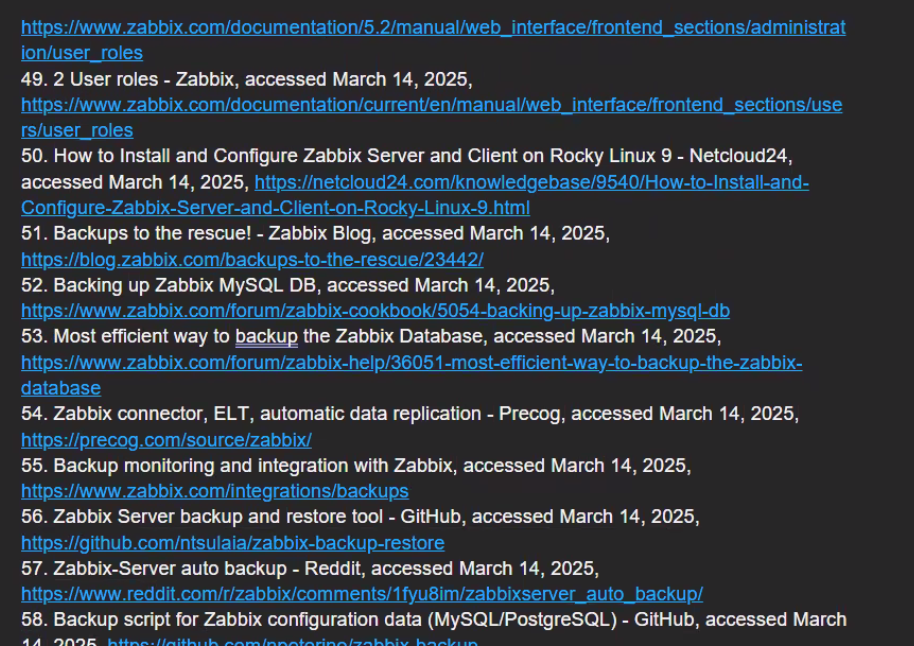 https://www.zabbix.com/documentation/5.2/manual/web_interface/frontend_sections/administrat
ion/user_roles
49. 2 User roles - Zabbix, accessed March 14, 2025,
https://www.zabbix.com/documentation/current/en/manual/web_interface/frontend_sections/use
rs/user_roles
50. How to Install and Configure Zabbix Server and Client on Rocky Linux 9 - Netcloud24,
accessed March 14, 2025, https://netcloud24.com/knowledgebase/9540/How-to-Install-and-
Configure-Zabbix-Server-and-Client-on-Rocky-Linux-9.html
51. Backups to the rescue! - Zabbix Blog, accessed March 14, 2025,
https://blog.zabbix.com/backups-to-the-rescue/23442/
52. Backing up Zabbix MySQL DB, accessed March 14, 2025,
https://www.zabbix.com/forum/zabbix-cookbook/5054-backing-up-zabbix-mysql-db
53. Most efficient way to backup the Zabbix Database, accessed March 14, 2025,
https://www.zabbix.com/forum/zabbix-help/36051-most-efficient-way-to-backup-the-zabbix-
database
54. Zabbix connector, ELT, automatic data replication - Precog, accessed March 14, 2025,
https://precog.com/source/zabbix/
55. Backup monitoring and integration with Zabbix, accessed March 14, 2025,
https://www.zabbix.com/integrations/backups
56. Zabbix Server backup and restore tool - GitHub, accessed March 14, 2025,
https://github.com/ntsulaia/zabbix-backup-restore
57. Zabbix-Server auto backup - Reddit, accessed March 14, 2025,
https://www.reddit.com/r/zabbix/comments/1fyu8im/zabbixserver_auto_backup/
58. Backup script for Zabbix configuration data (MySQL/PostgreSQL) - GitHub, accessed March
14, 2025,